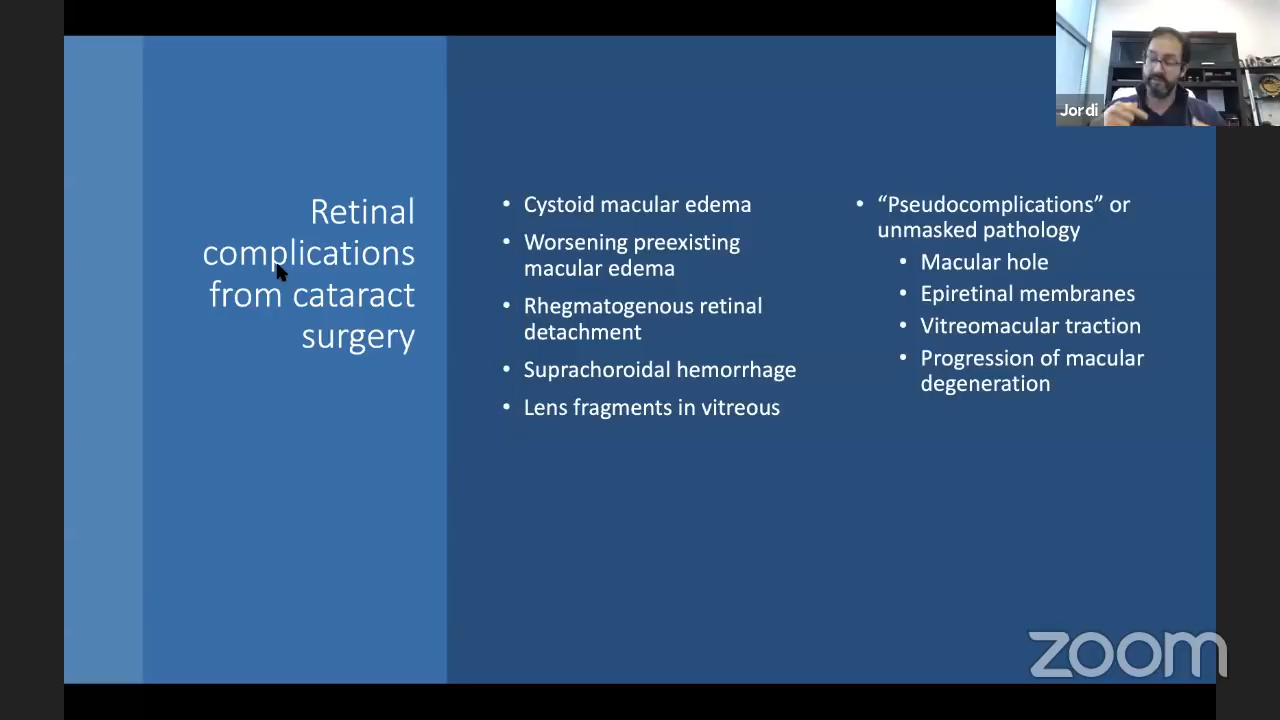 Jordi
Retinal
complications
from cataract
surgery
• Cystoid macular edema
• Worsening preexisting
macular edema
• Rhegmatogenous retinal
detachment
• Suprachoroidal hemorrhage
• Lens fragments in vitreous
• “Pseudocomplications” or
unmasked pathology
• Macular hole
• Epiretinal membranes
• Vitreomacular traction
• Progression of macular
degeneration
zoom